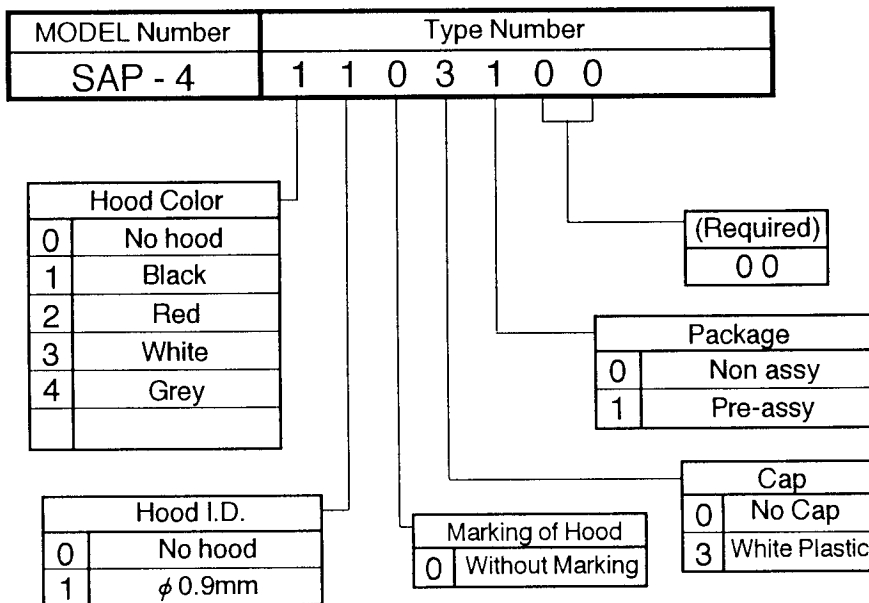 MODEL Number Type Number
SAP - 4 1 1 0 3 1 0 0
Hood Color
0 No hood
1 Black
2 Red
3 White
4 Grey
(Required)
0 0
Package
0 Non assy
1 Pre-assy
Cap
0 No Cap
3 White Plastic
Hood I.D.
0 No hood
1 ϕ 0.9mm
Marking of Hood
0 Without Marking